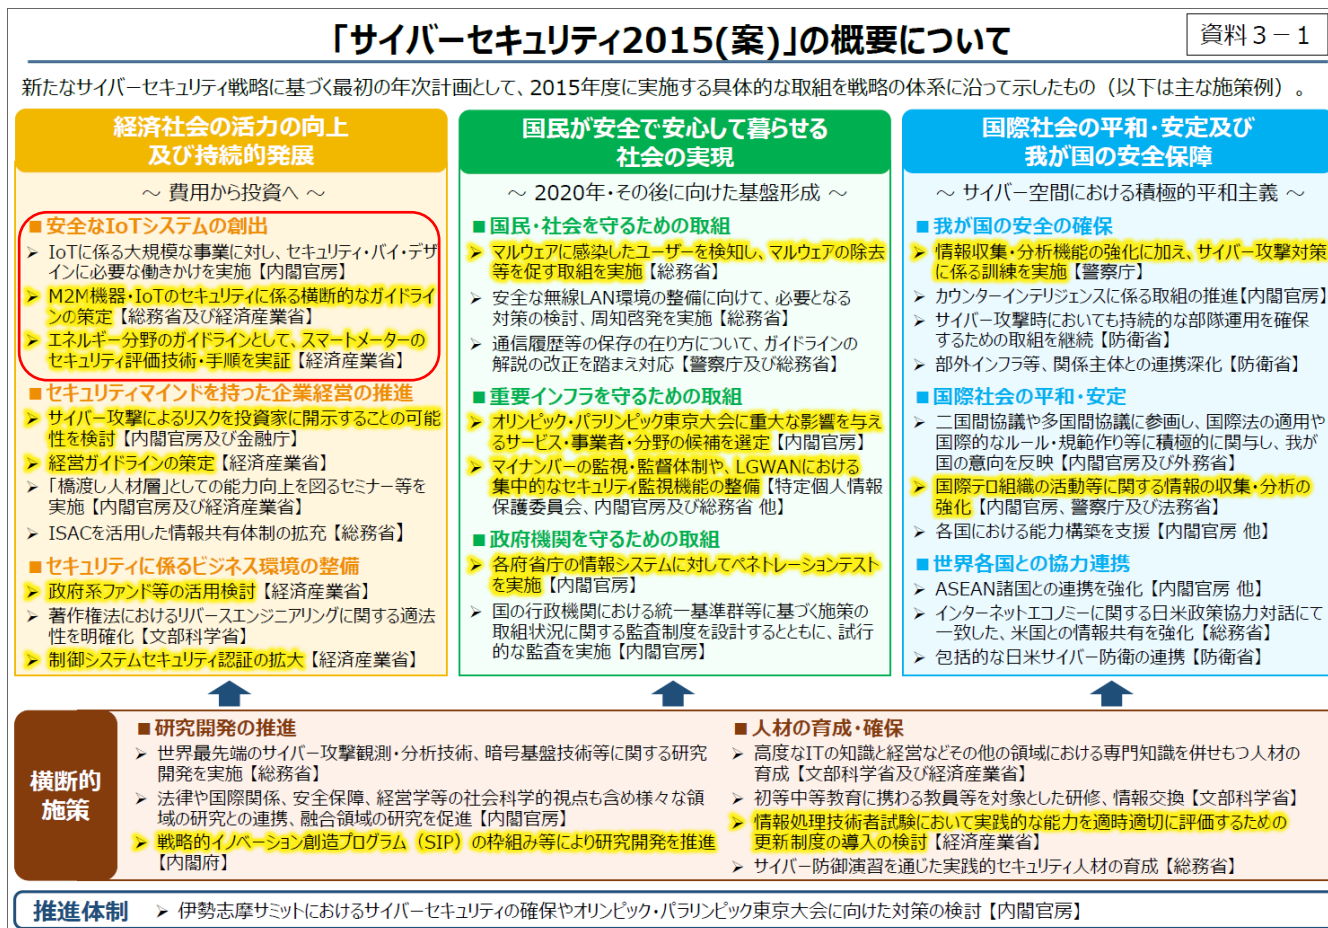 「サイバーセキュリティ2015(案)」の概要について
資料3-1
新たなサイバーセキュリティ戦略に基づく最初の年次計画として、2015年度に実施する具体的な取組を戦略の体系に沿って示したもの（以下は主な施策例）。
経済社会の活力の向上
及び持続的発展
～ 費用から投資へ ～
■安全なIoTシステムの創出
➢ IoTに係る大規模な事業に対し、セキュリティ・バイ・デザ
インに必要な働きかけを実施【内閣官房】
➢ M2M機器・IoTのセキュリティに係る横断的なガイドライ
ンの策定【総務省及び経済産業省】
➢ エネルギー分野のガイドラインとして、スマートメーターの
セキュリティ評価技術・手順を実証【経済産業省】
■セキュリティマインドを持った企業経営の推進
➢ サイバー攻撃によるリスクを投資家に開示することの可能
性を検討【内閣官房及び金融庁】
➢ 経営ガイドラインの策定【経済産業省】
➢ 「橋渡し人材層」としての能力向上を図るセミナー等を
実施【内閣官房及び経済産業省】
➢ ISACを活用した情報共有体制の拡充【総務省】
■セキュリティに係るビジネス環境の整備
➢ 政府系ファンド等の活用検討【経済産業省】
➢ 著作権法におけるリバースエンジニアリングに関する適法
性を明確化【文部科学省】
➢ 制御システムセキュリティ認証の拡大【経済産業省】
国民が安全で安心して暮らせる
社会の実現
～ 2020年・その後に向けた基盤形成 ～
■国民・社会を守るための取組
➢ マルウェアに感染したユーザーを検知し、マルウェアの除去
等を促す取組を実施【総務省】
➢ 安全な無線LAN環境の整備に向けて、必要となる
対策の検討、周知啓発を実施【総務省】
➢ 通信履歴等の保存の在り方について、ガイドラインの
解説の改正を踏まえ対応【警察庁及び総務省】
■重要インフラを守るための取組
➢ オリンピック・パラリンピック東京大会に重大な影響を与え
るサービス・事業者・分野の候補を選定【内閣官房】
➢ マイナンバーの監視・監督体制や、LGWANにおける
集中的なセキュリティ監視機能の整備【特定個人情報
保護委員会、内閣官房及び総務省 他】
■政府機関を守るための取組
➢ 各府省庁の情報システムに対してペネトレーションテスト
を実施【内閣官房】
➢ 国の行政機関における統一基準群等に基づく施策の
取組状況に関する監査制度を設計するとともに、試行
的な監査を実施【内閣官房】
国際社会の平和・安定及び
我が国の安全保障
～ サイバー空間における積極的平和主義 ～
■我が国の安全の確保
➢ 情報収集・分析機能の強化に加え、サイバー攻撃対策
に係る訓練を実施【警察庁】
➢ カウンターインテリジェンスに係る取組の推進【内閣官房】
➢ サイバー攻撃時においても持続的な部隊運用を確保
するための取組を継続【防衛省】
➢ 部外インフラ等、関係主体との連携深化【防衛省】
■国際社会の平和・安定
➢ 二国間協議や多国間協議に参画し、国際法の適用や
国際的なルール・規範作り等に積極的に関与し、我が
国の意向を反映【内閣官房及び外務省】
➢ 国際テロ組織の活動等に関する情報の収集・分析の
強化【内閣官房、警察庁及び法務省】
➢ 各国における能力構築を支援【内閣官房 他】
■世界各国との協力連携
➢ ASEAN諸国との連携を強化【内閣官房 他】
➢ インターネットエコノミーに関する日米政策協力対話にて
一致した、米国との情報共有を強化【総務省】
➢ 包括的な日米サイバー防衛の連携【防衛省】
横断的
施策
■研究開発の推進
➢ 世界最先端のサイバー攻撃観測・分析技術、暗号基盤技術等に関する研究
開発を実施【総務省】
➢ 法律や国際関係、安全保障、経営学等の社会科学的視点も含め様々な領
域の研究との連携、融合領域の研究を促進【内閣官房】
➢ 戦略的イノベーション創造プログラム（SIP）の枠組み等により研究開発を推進
【内閣府】
■人材の育成・確保
➢ 高度なITの知識と経営などその他の領域における専門知識を併せもつ人材の
育成【文部科学省及び経済産業省】
➢ 初等中等教育に携わる教員等を対象とした研修、情報交換【文部科学省】
➢ 情報処理技術者試験において実践的な能力を適時適切に評価するための
更新制度の導入の検討【経済産業省】
➢ サイバー防御演習を通じた実践的セキュリティ人材の育成【総務省】
推進体制
➢ 伊勢志摩サミットにおけるサイバーセキュリティの確保やオリンピック・パラリンピック東京大会に向けた対策の検討【内閣官房】